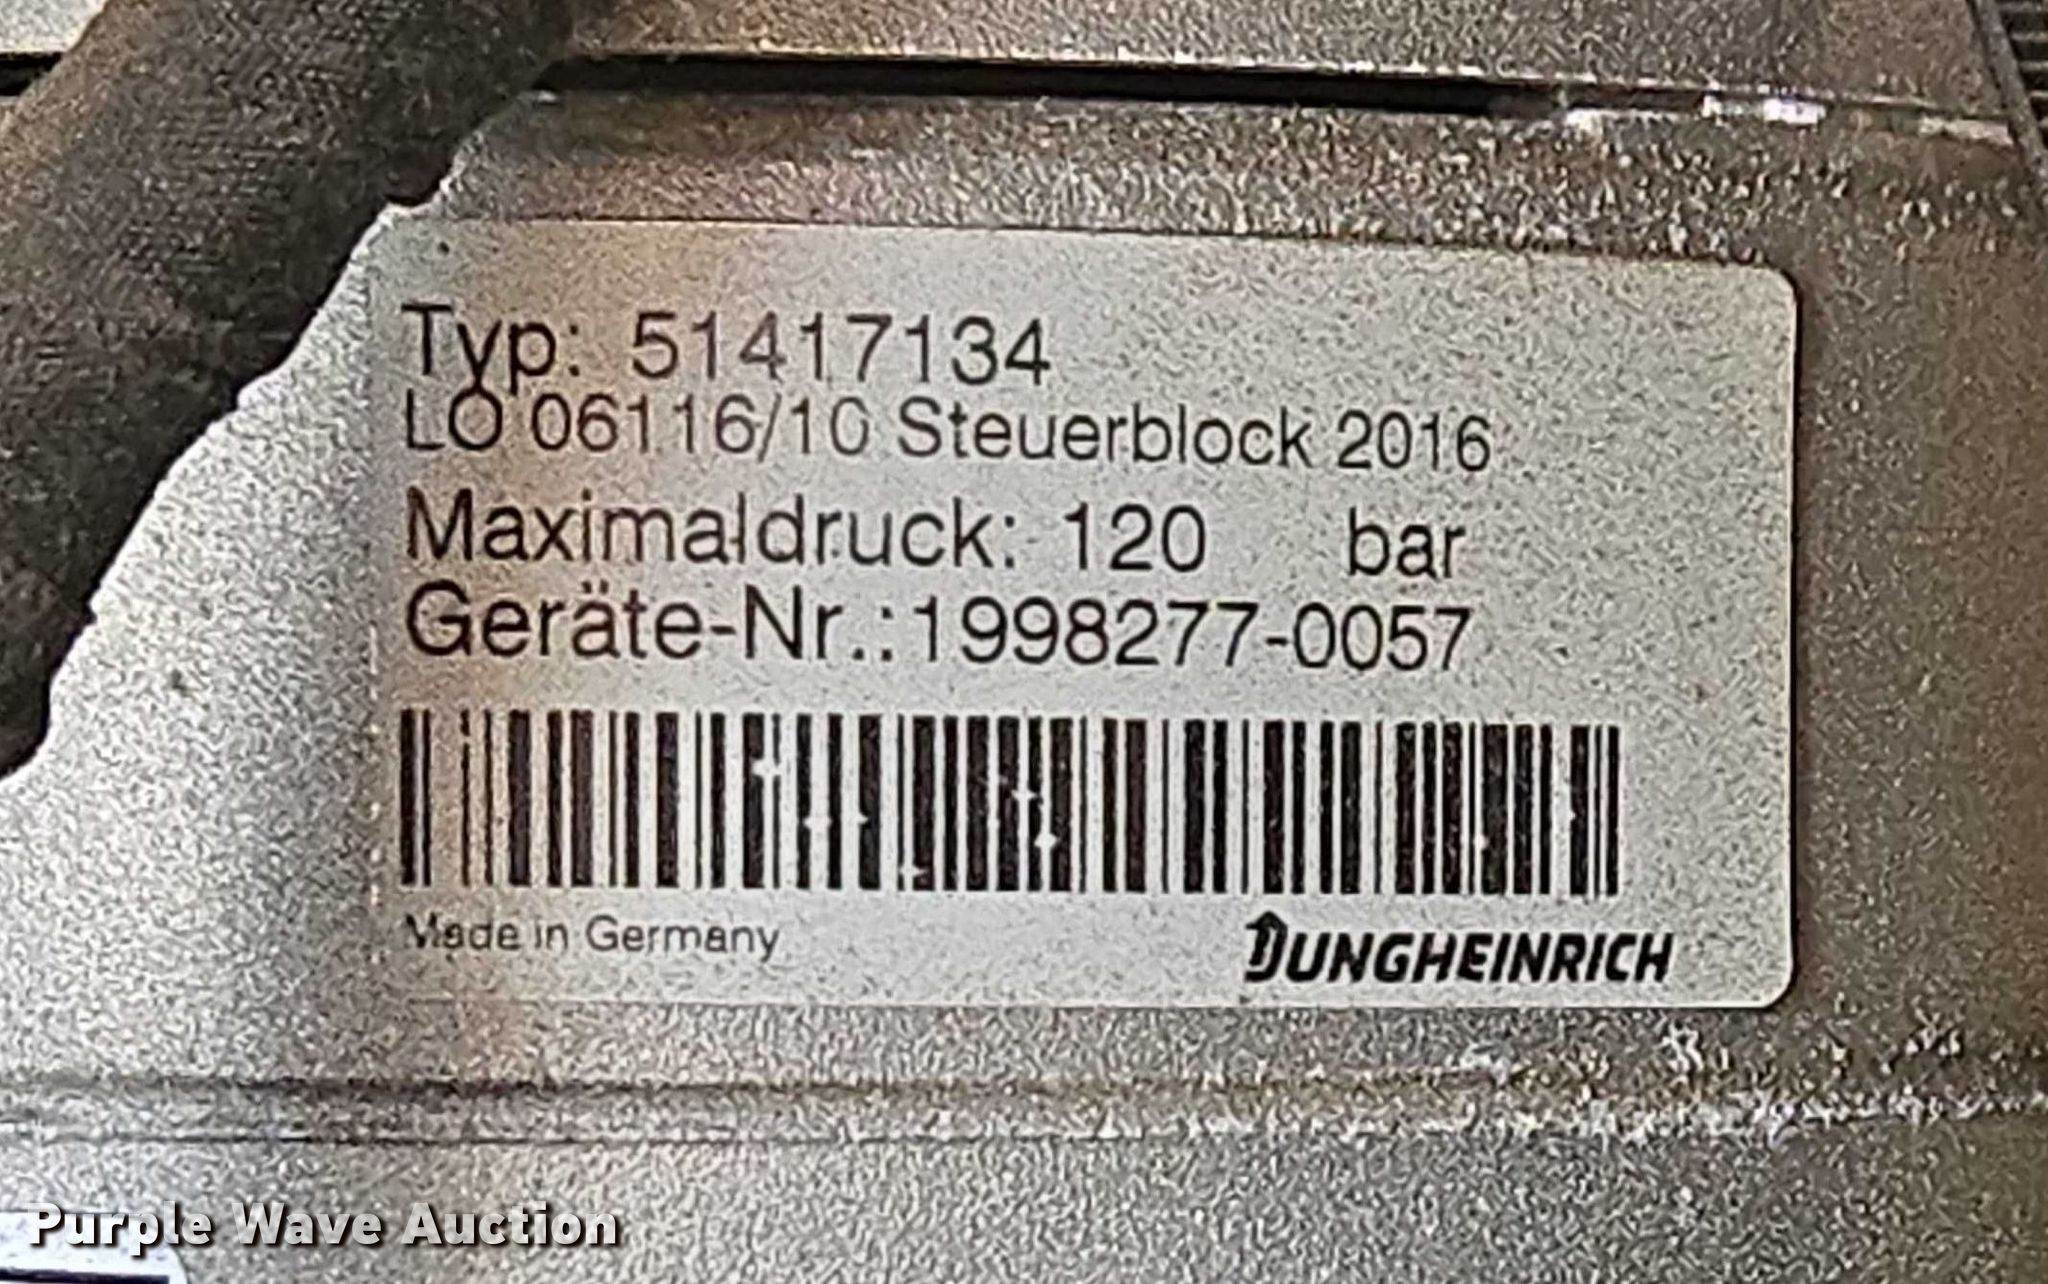 Typ: 51417134
LO 06116/10 Steuerblock 2016
Maximaldruck: 120 bar
Geräte-Nr.:1998277-0057
Made in Germany
JUNGHEINRICH
Purple Wave Auction